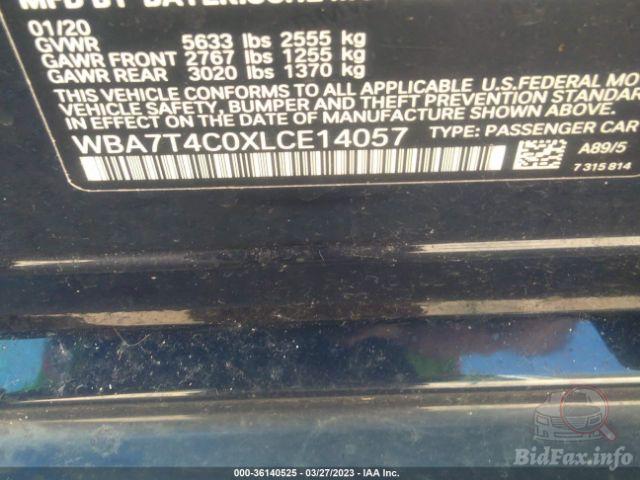 MFD BY
01/20
GVWR 5633 lbs 2555 kg
GAWR FRONT 2767 lbs 1255 kg
GAWR REAR 3020 lbs 1370 kg
THIS VEHICLE CONFORMS TO ALL APPLICABLE U.S.FEDERAL
VEHICLE SAFETY, BUMPER AND THEFT PREVENTION STANDARDS
IN EFFECT ON THE DATE OF MANUFACTURE SHOWN ABOVE.
WBA7T4C0XLCE14057 TYPE: PASSENGER CAR
A89/5
7 315 814
000-36140525 - 03/27/2023 - IAA Inc.
BidFax.info